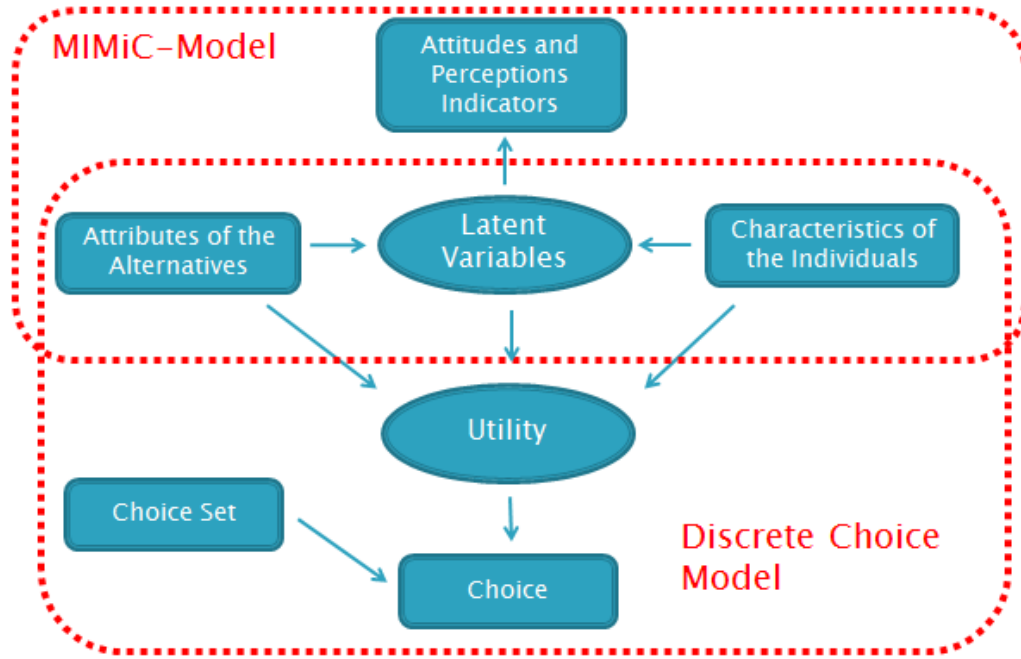 MIMiC-Model
Attitudes and
Perceptions
Indicators
Attributes of the
Alternatives
Latent
Variables
Characteristics of
the Individuals
Utility
Choice Set
Choice
Discrete Choice
Model